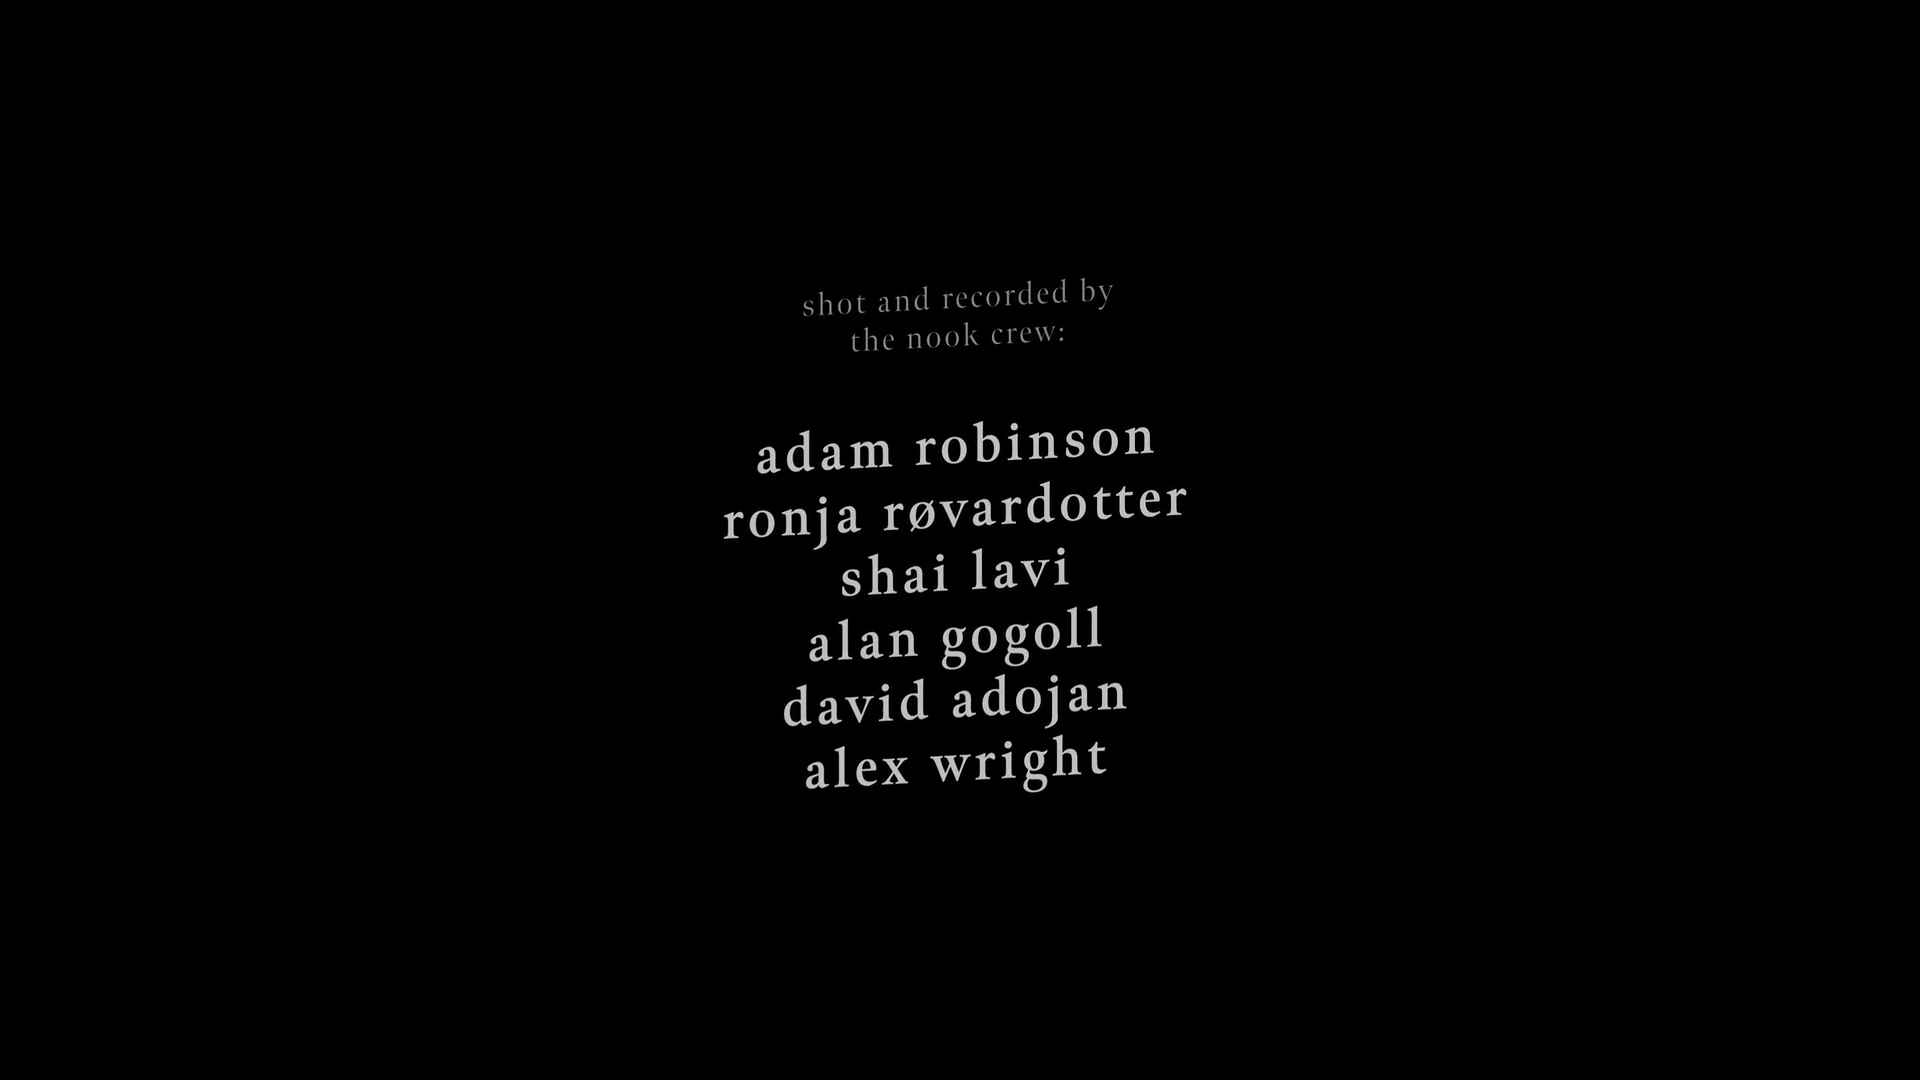 shot and recorded by
the nook crew:
adam robinson
ronja røvardotter
shai lavi
alan gogoll
david adojan
alex wright